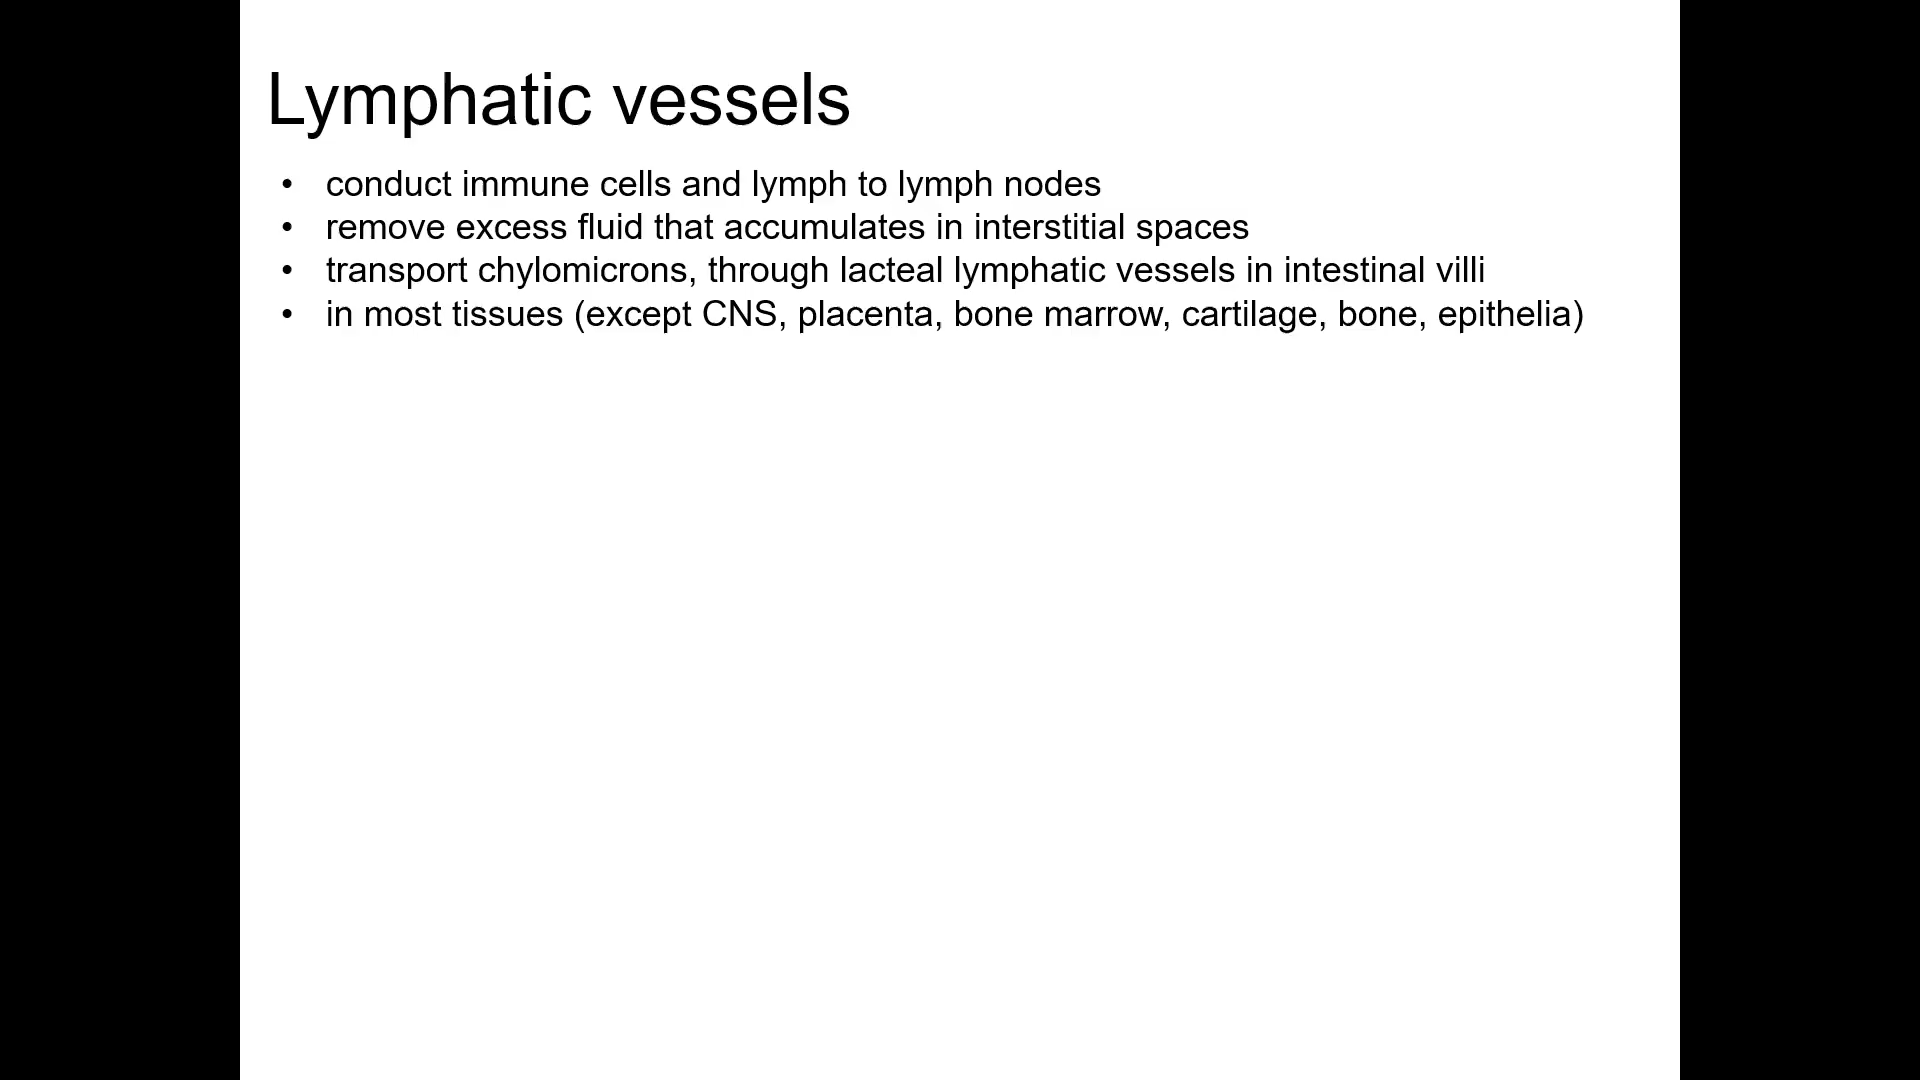 Lymphatic vessels
• conduct immune cells and lymph to lymph nodes
• remove excess fluid that accumulates in interstitial spaces
• transport chylomicrons, through lacteal lymphatic vessels in intestinal villi
• in most tissues (except CNS, placenta, bone marrow, cartilage, bone, epithelia)